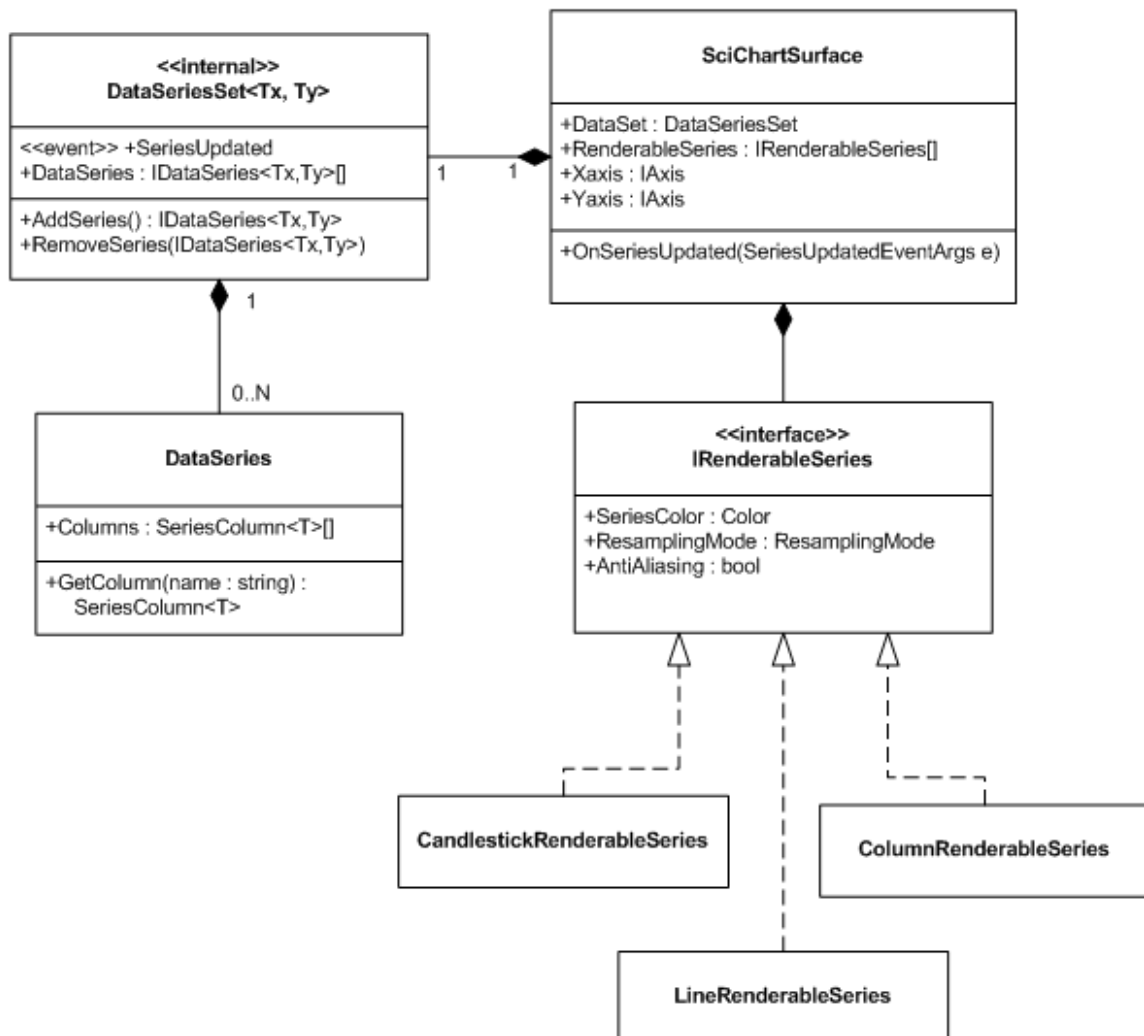 <<internal>>
DataSeriesSet<Tx, Ty>
<<event>> +SeriesUpdated
+DataSeries : IDataSeries<Tx,Ty>[]
+AddSeries() : IDataSeries<Tx,Ty>
+RemoveSeries(IDataSeries<Tx,Ty>)
SciChartSurface
+DataSet : DataSeriesSet
+RenderableSeries : IRenderableSeries[]
+Xaxis : IAxis
+Yaxis : IAxis
+OnSeriesUpdated(SeriesUpdatedEventArgs e)
1
1
1
0..N
DataSeries
+Columns : SeriesColumn<T>[]
+GetColumn(name : string) :
SeriesColumn<T>
<<interface>>
IRenderableSeries
+SeriesColor : Color
+ResamplingMode : ResamplingMode
+AntiAliasing : bool
CandlestickRenderableSeries
ColumnRenderableSeries
LineRenderableSeries